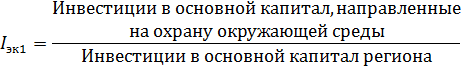 Инвестиции в основной капитал, направленные
на охрану окружающей среды
Iэк1 =
Инвестиции в основной капитал региона